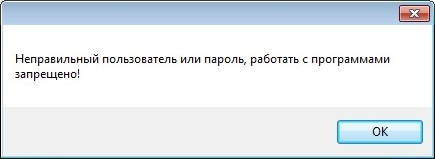 Неправильный пользователь или пароль, работать с программами
запрещено!
OK